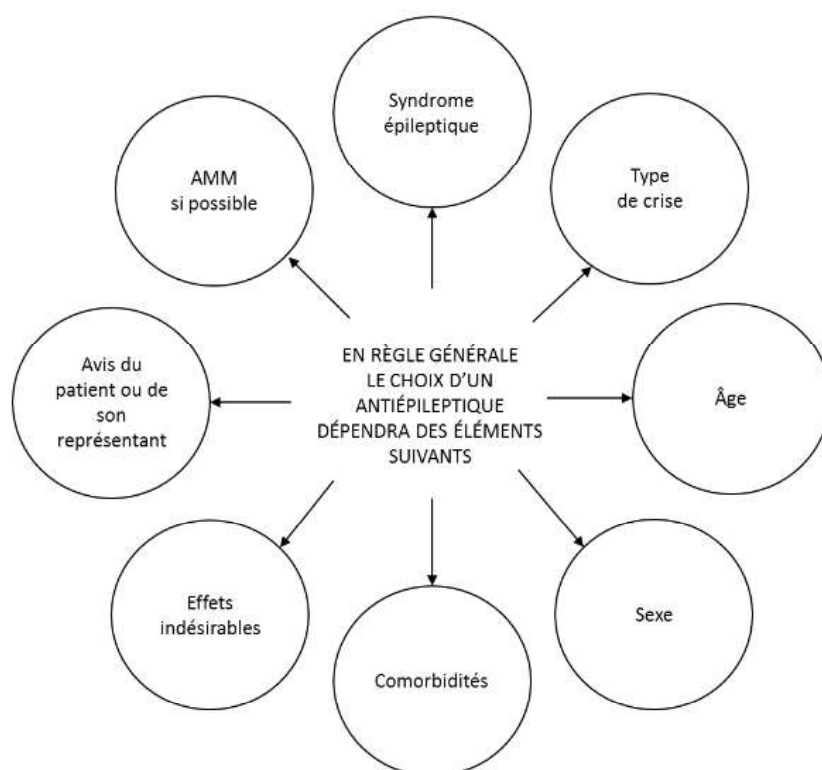 Syndrome
épileptique
AMM
si possible
Type
de crise
EN RÈGLE GÉNÉRALE
LE CHOIX D’UN
ANTIÉPILEPTIQUE
DÉPENDRA DES ÉLÉMENTS
SUIVANTS
Avis du
patient ou de
son
représentant
Âge
Effets
indésirables
Sexe
Comorbidités